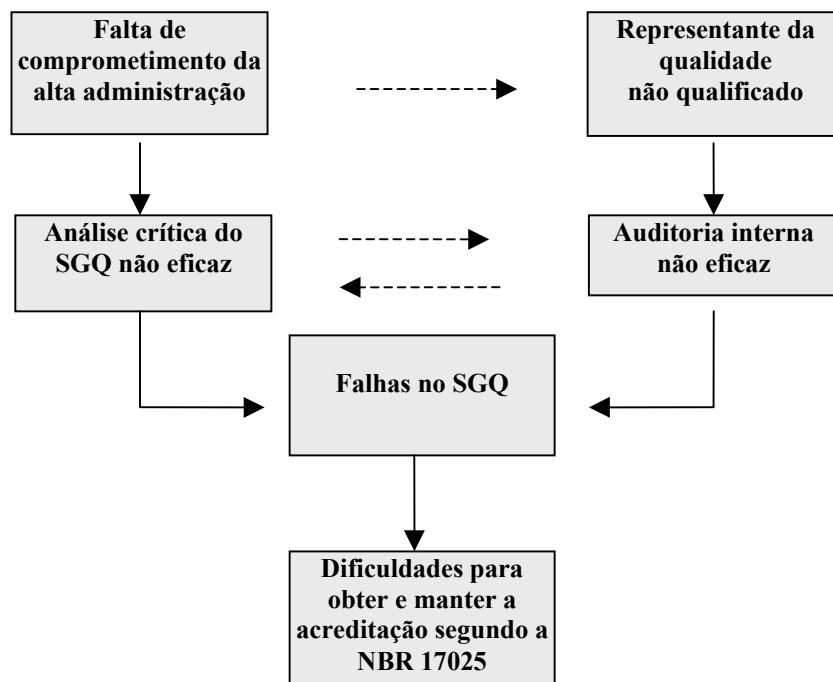 Falta de
comprometimento da
alta administração
Representante da
qualidade
não qualificado
Análise crítica do
SGQ não eficaz
Auditoria interna
não eficaz
Falhas no SGQ
Dificuldades para
obter e manter a
acreditação segundo a
NBR 17025